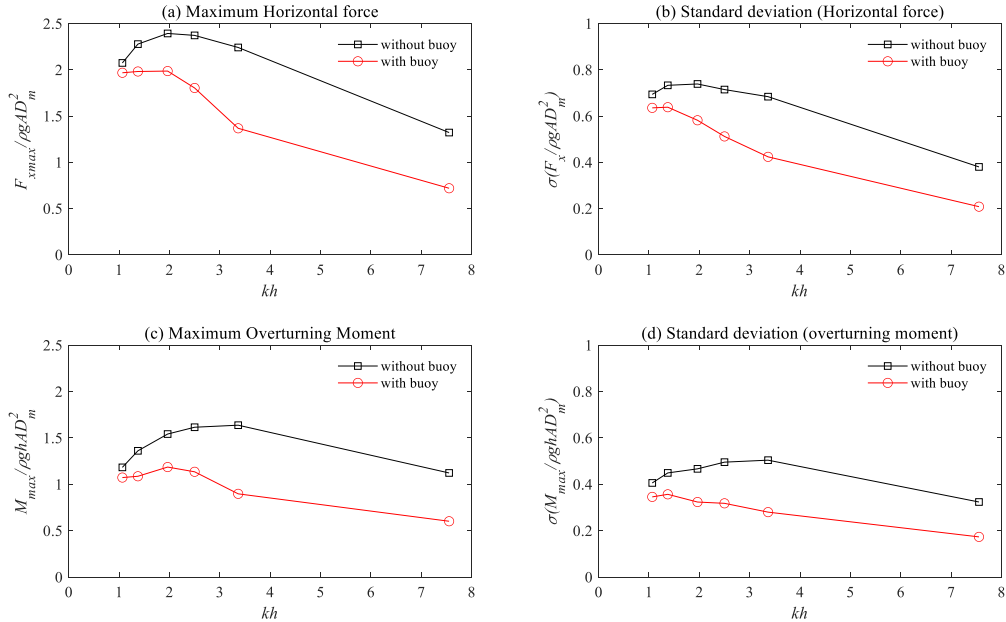 (a) Maximum Horizontal force
2.5
2
1.5
1
0.5
0
F_xmax/ρgAD²_m
without buoy
with buoy
0 1 2 3 4 5 6 7 8
kh
(b) Standard deviation (Horizontal force)
1
0.8
0.6
0.4
0.2
0
σ(F_x/ρgAD²_m)
without buoy
with buoy
0 1 2 3 4 5 6 7 8
kh
(c) Maximum Overturning Moment
2.5
2
1.5
1
0.5
0
M_max/ρghAD²_m
without buoy
with buoy
0 1 2 3 4 5 6 7 8
kh
(d) Standard deviation (overturning moment)
1
0.8
0.6
0.4
0.2
0
σ(M_max/ρghAD²_m)
without buoy
with buoy
0 1 2 3 4 5 6 7 8
kh